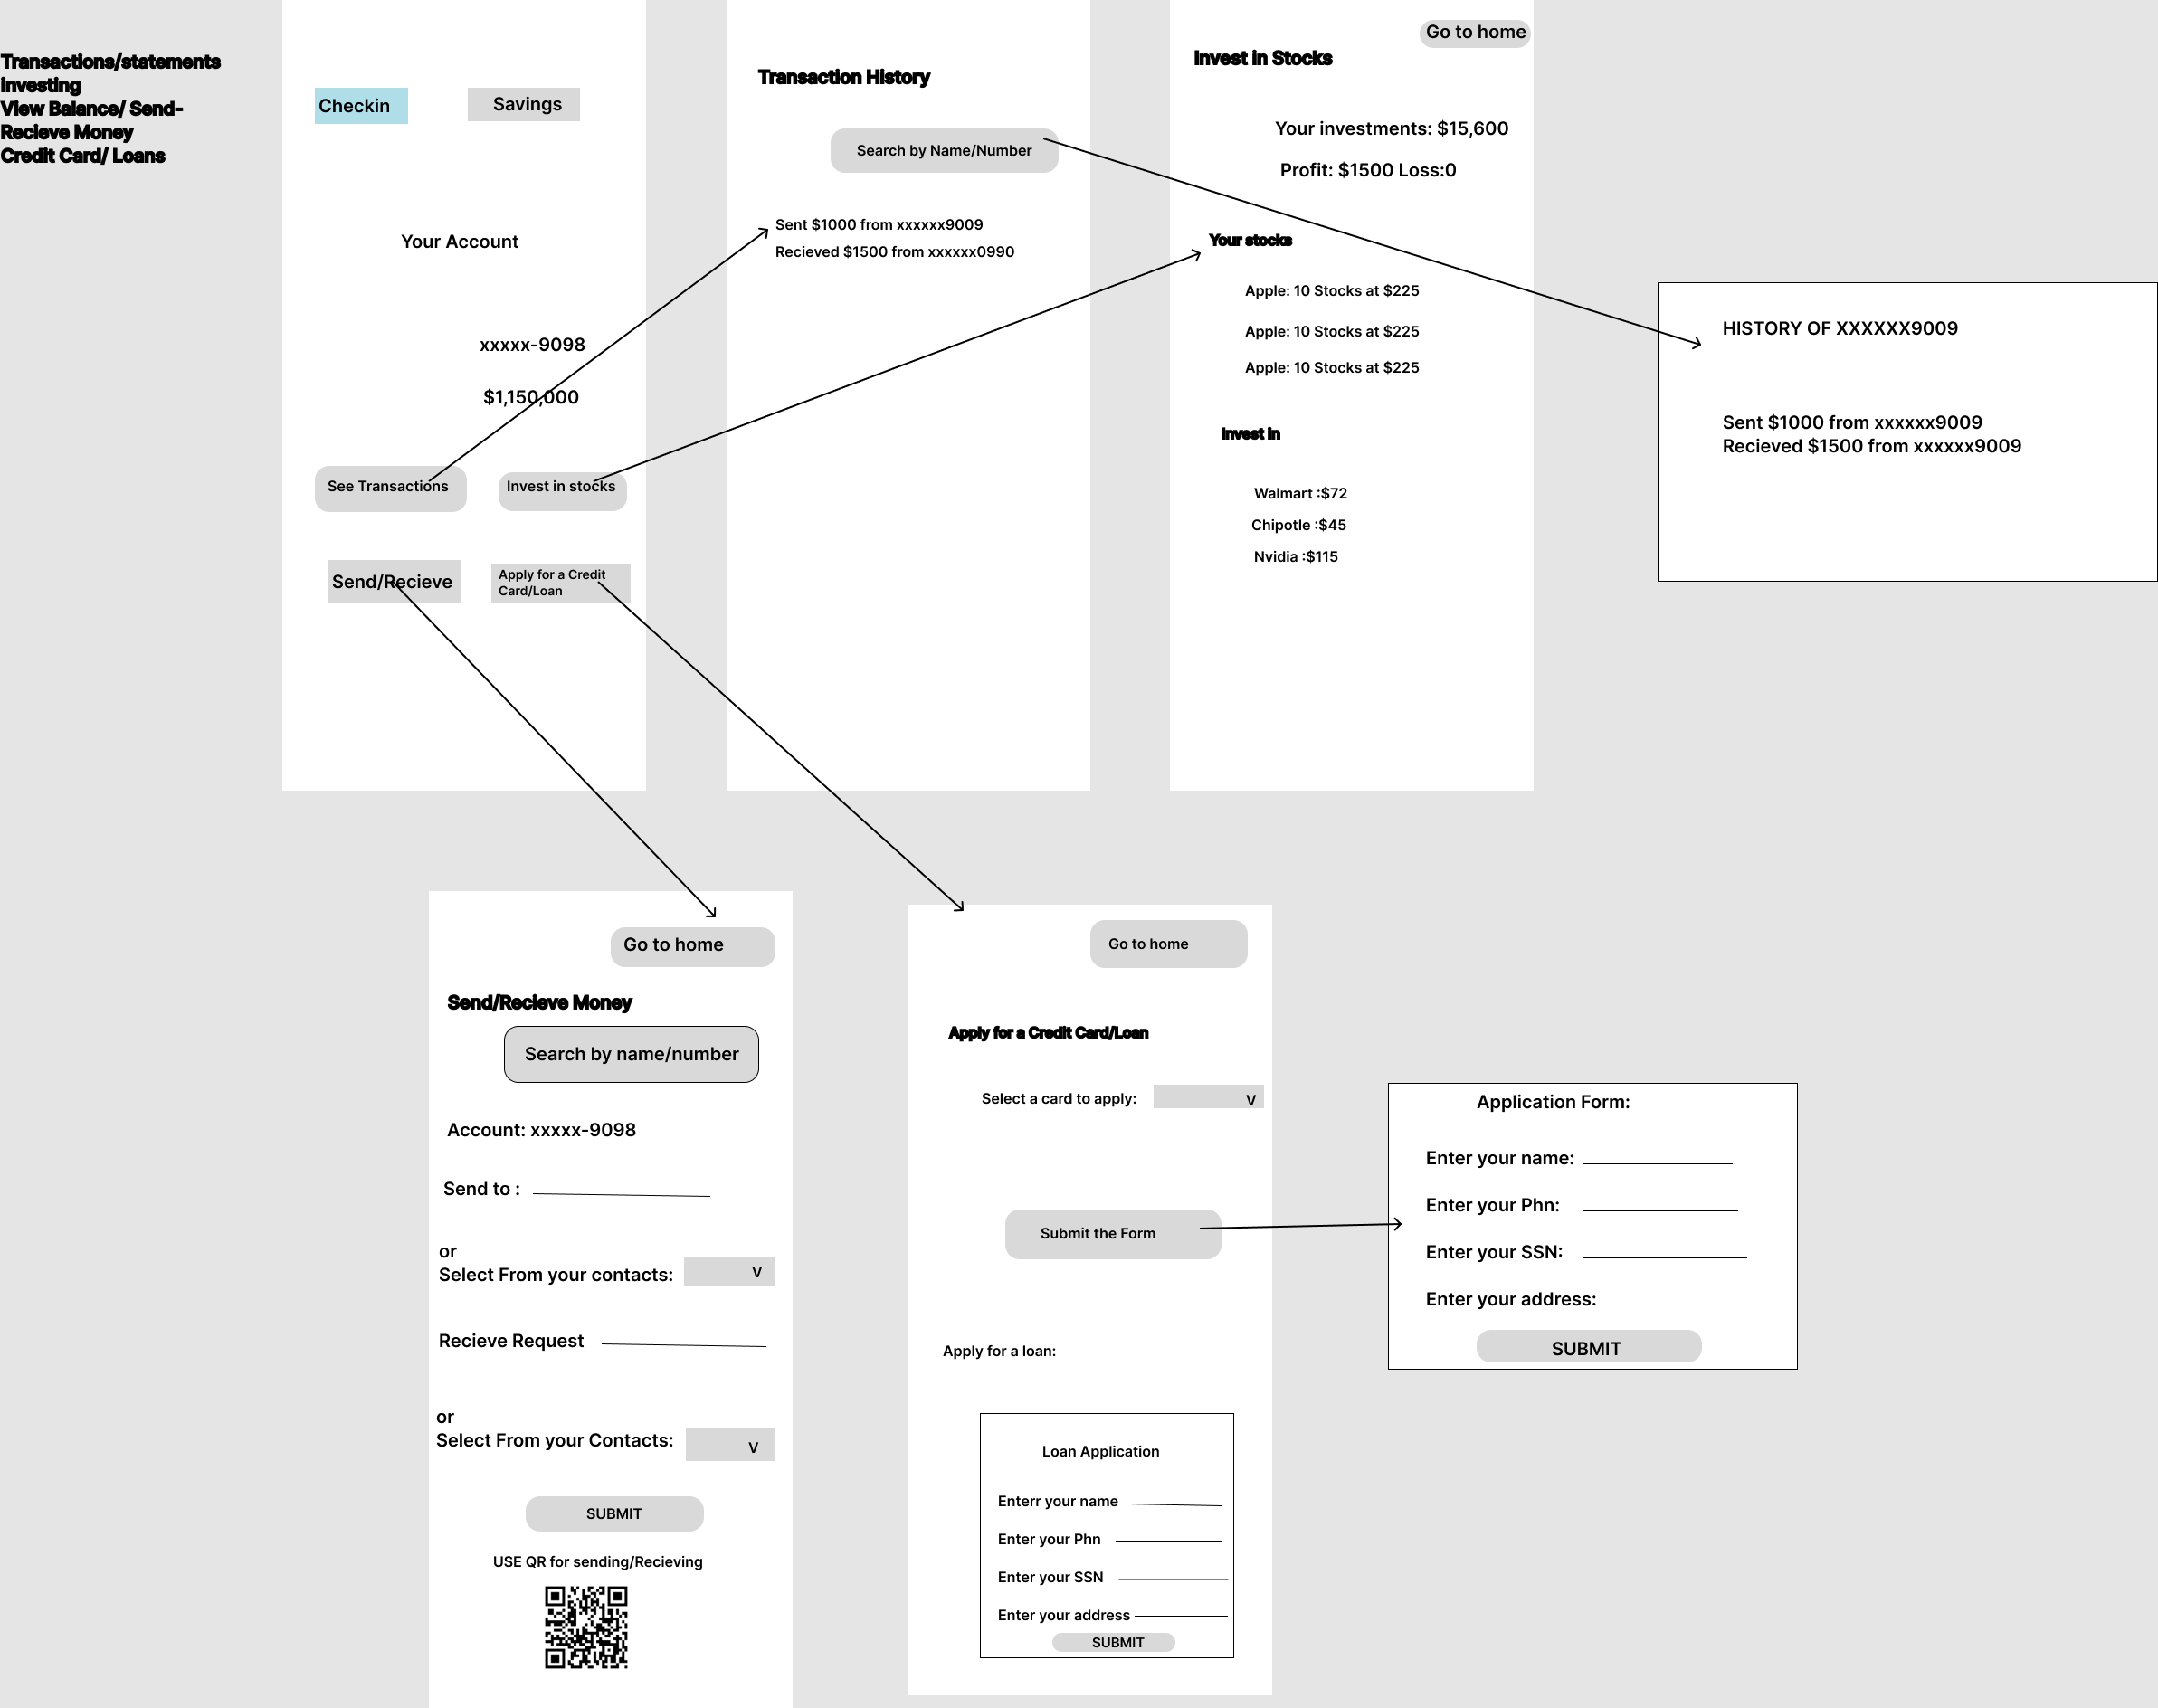 Transactions/statements
investing
View Balance/ Send-
Recieve Money
Credit Card/ Loans
Checkin
Savings
Your Account
xxxxx-9098
$1,150,000
See Transactions
Invest in stocks
Send/Recieve
Apply for a Credit
Card/Loan
Transaction History
Search by Name/Number
Sent $1000 from xxxxxx9009
Recieved $1500 from xxxxxx0990
Go to home
Invest in Stocks
Your investments: $15,600
Profit: $1500 Loss:0
Your stocks
Apple: 10 Stocks at $225
Apple: 10 Stocks at $225
Apple: 10 Stocks at $225
Invest in
Walmart :$72
Chipotle :$45
Nvidia :$115
HISTORY OF XXXXXX9009
Sent $1000 from xxxxxx9009
Recieved $1500 from xxxxxx9009
Go to home
Send/Recieve Money
Search by name/number
Account: xxxxx-9098
Send to :
or
Select From your contacts:
V
Recieve Request
or
Select From your Contacts:
V
SUBMIT
USE QR for sending/Recieving
Go to home
Apply for a Credit Card/Loan
Select a card to apply:
V
Submit the Form
Apply for a loan:
Loan Application
Enterr your name
Enter your Phn
Enter your SSN
Enter your address
SUBMIT
Application Form:
Enter your name:
Enter your Phn:
Enter your SSN:
Enter your address:
SUBMIT